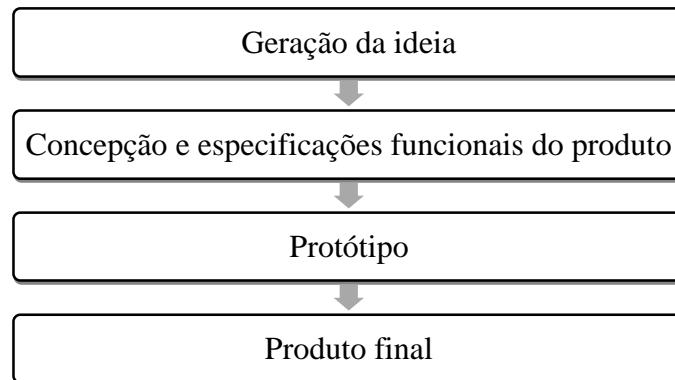 Geração da ideia
Concepção e especificações funcionais do produto
Protótipo
Produto final